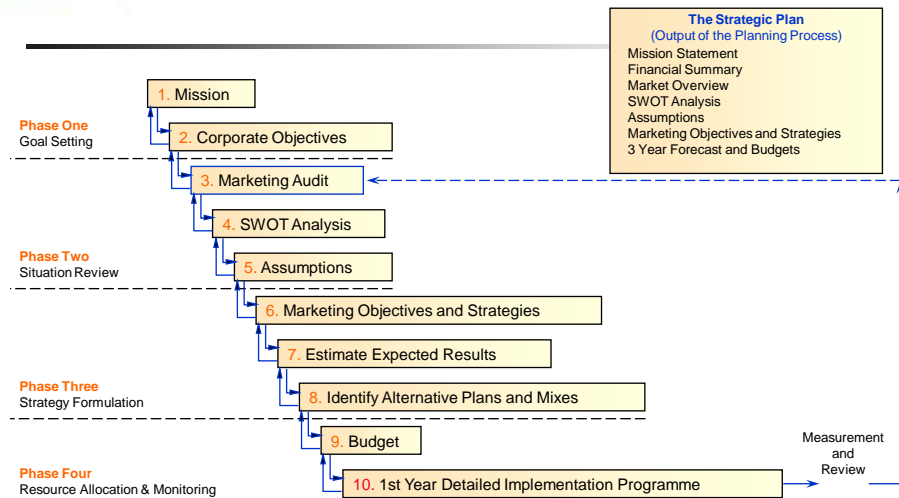 The Strategic Plan
(Output of the Planning Process)
Mission Statement
Financial Summary
Market Overview
SWOT Analysis
Assumptions
Marketing Objectives and Strategies
3 Year Forecast and Budgets
1. Mission
Phase One
Goal Setting
2. Corporate Objectives
3. Marketing Audit
4. SWOT Analysis
Phase Two
Situation Review
5. Assumptions
6. Marketing Objectives and Strategies
7. Estimate Expected Results
Phase Three
Strategy Formulation
8. Identify Alternative Plans and Mixes
9. Budget
Measurement
and
Review
Phase Four
Resource Allocation & Monitoring
10. 1st Year Detailed Implementation Programme